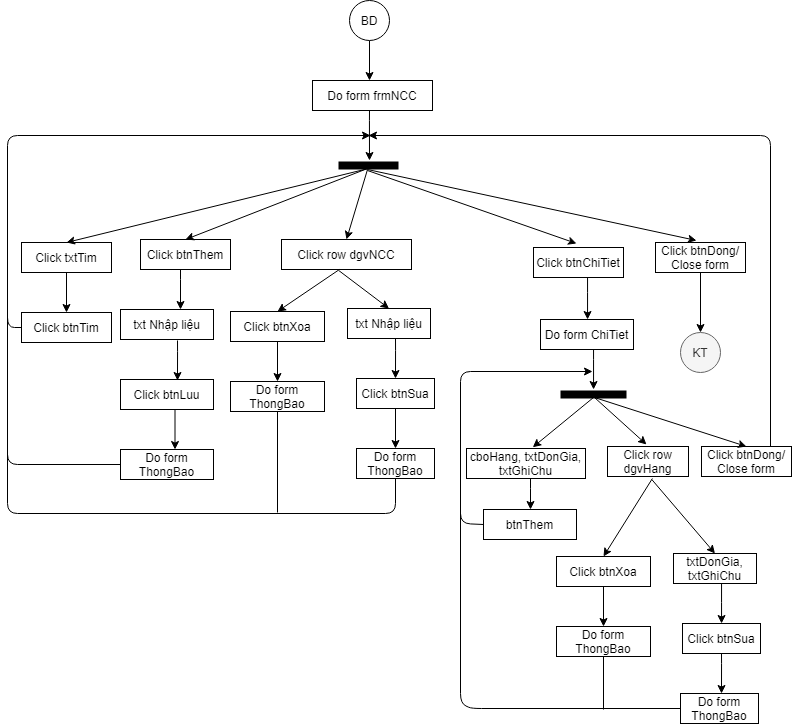 BD
Do form frmNCC
Click txtTim
Click btnThem
Click row dgvNCC
Click btnChiTiet
Click btnDong/
Close form
Click btnTim
txt Nhập liệu
Click btnXoa
txt Nhập liệu
Do form ChiTiet
KT
Click btnLuu
Do form
ThongBao
Click btnSua
Do form
ThongBao
Do form
ThongBao
cboHang, txtDonGia,
txtGhiChu
Click row
dgvHang
Click btnDong/
Close form
btnThem
Click btnXoa
txtDonGia,
txtGhiChu
Do form
ThongBao
Click btnSua
Do form
ThongBao